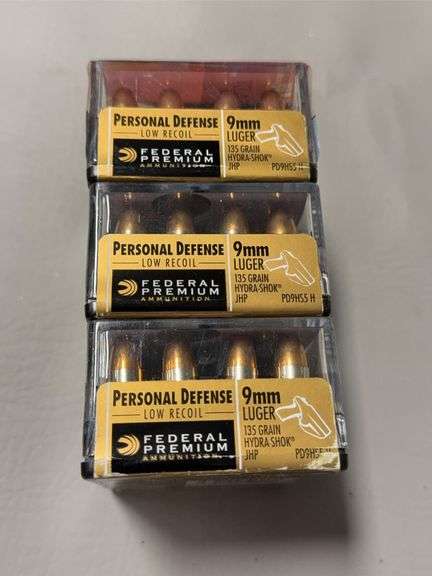 PERSONAL DEFENSE
LOW RECOIL
FEDERAL
PREMIUM
AMMUNITION
9mm
LUGER
135 GRAIN
HYDRA-SHOK®
JHP PD9HS5 H
PERSONAL DEFENSE
LOW RECOIL
FEDERAL
PREMIUM
AMMUNITION
9mm
LUGER
135 GRAIN
HYDRA-SHOK®
JHP PD9HS5 H
PERSONAL DEFENSE
LOW RECOIL
FEDERAL
PREMIUM
AMMUNITION
9mm
LUGER
135 GRAIN
HYDRA-SHOK®
JHP PD9HS5 H